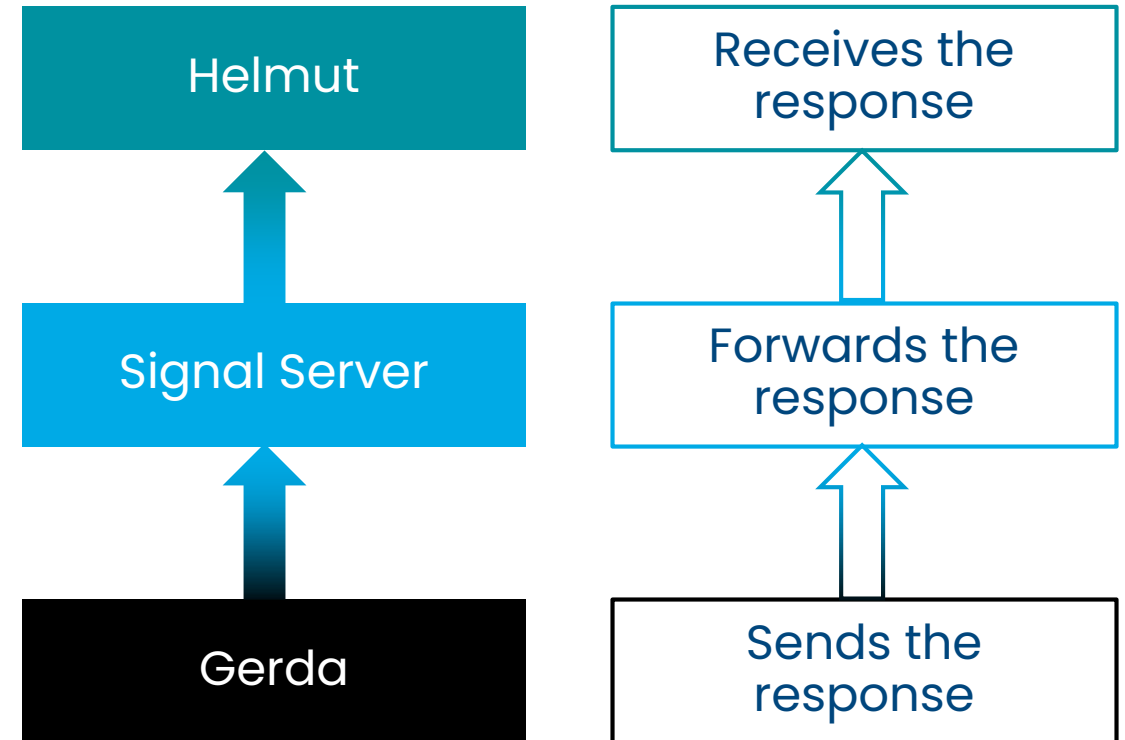 Helmut
Receives the
response
Signal Server
Forwards the
response
Gerda
Sends the
response